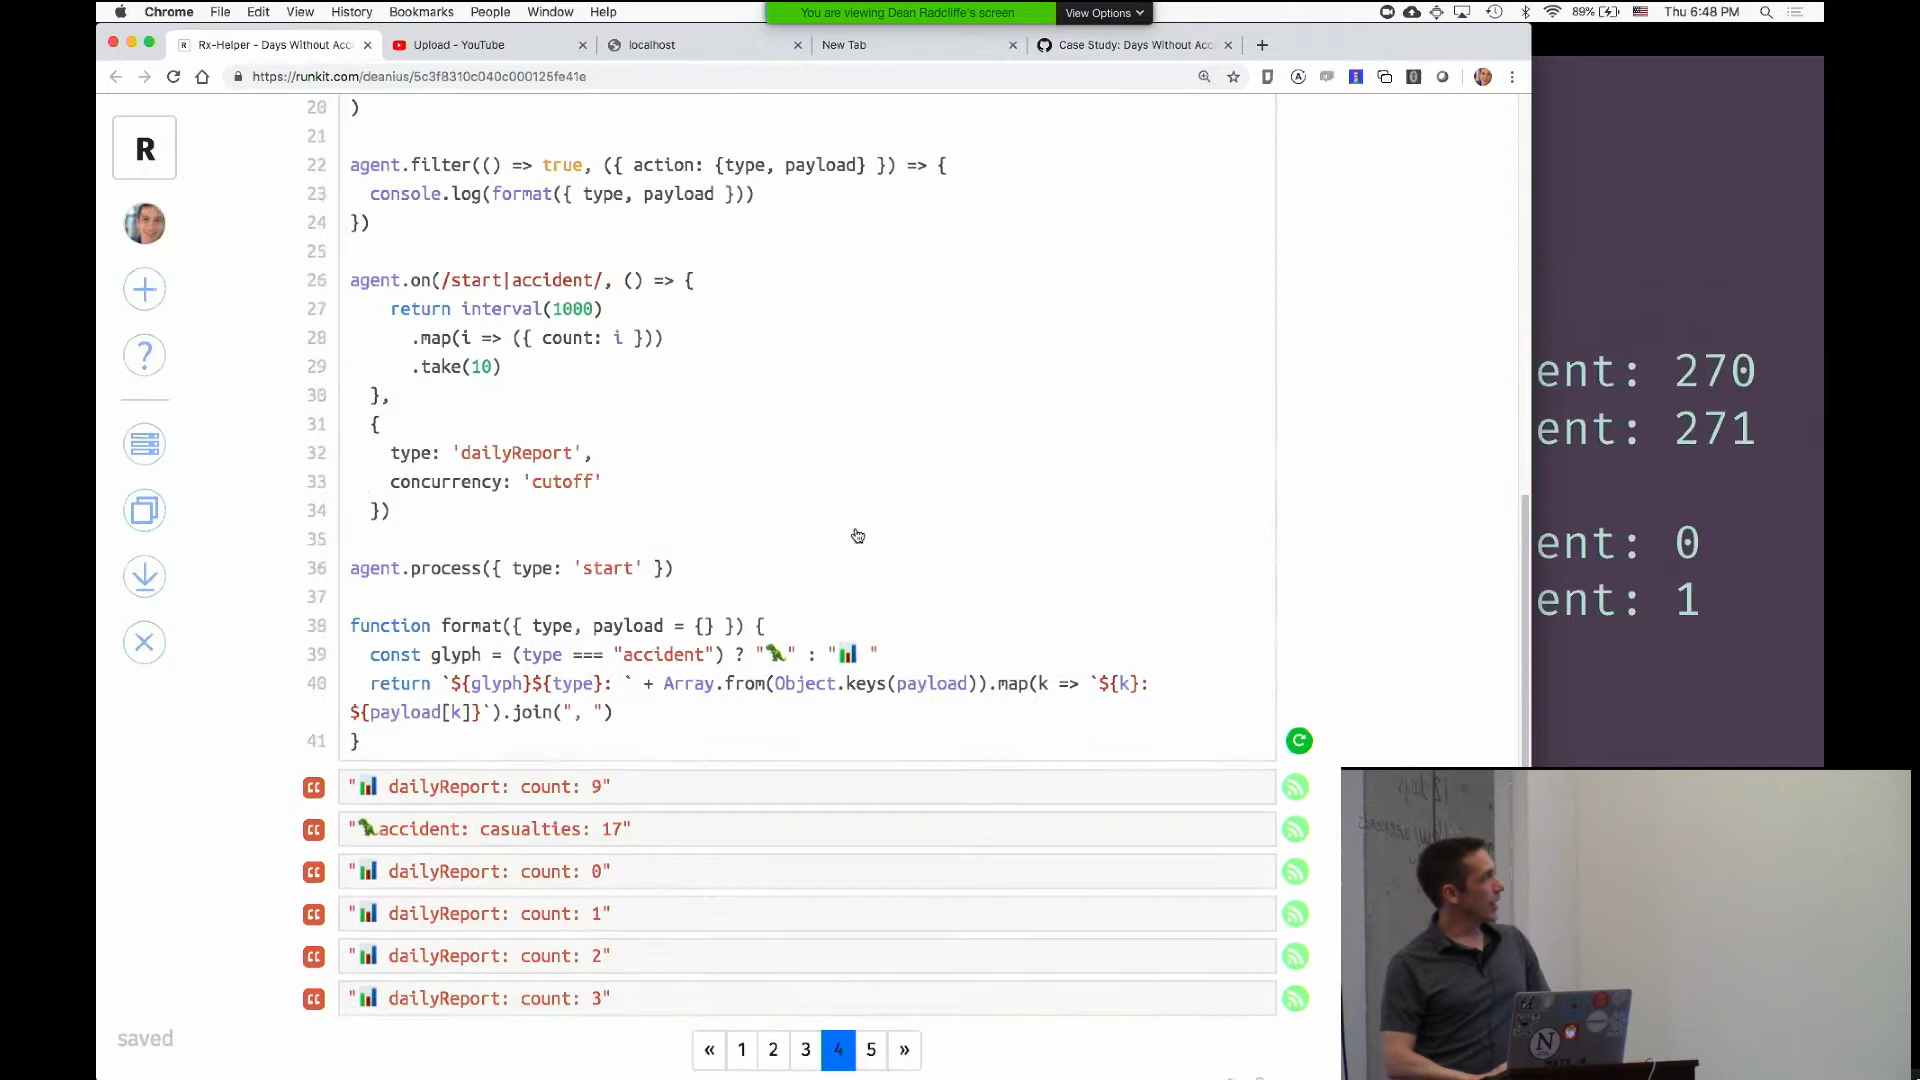 Chrome File Edit View History Bookmarks People Window Help
You are viewing Dean Radcliffe's screen
View Options
89% Thu 6:48 PM
Rx-Helper - Days Without Acc
Upload - YouTube
localhost
New Tab
Case Study: Days Without Acc
https://runkit.com/deanius/5c3f8310c040c000125fe41e
R
20 )
21
22 agent.filter(() => true, ({ action: {type, payload} }) => {
23 console.log(format({ type, payload }))
24 })
25
26 agent.on(/start|accident/, () => {
27 return interval(1000)
28 .map(i => ({ count: i }))
29 .take(10)
30 },
31 {
32 type: 'dailyReport',
33 concurrency: 'cutoff'
34 })
35
36 agent.process({ type: 'start' })
37
38 function format({ type, payload = {} }) {
39 const glyph = (type === "accident") ? "🦖" : "📊 "
40 return `${glyph}${type}: ` + Array.from(Object.keys(payload)).map(k => `${k}:
${payload[k]}`).join(", ")
41 }
"📊 dailyReport: count: 9"
"🦖accident: casualties: 17"
"📊 dailyReport: count: 0"
"📊 dailyReport: count: 1"
"📊 dailyReport: count: 2"
"📊 dailyReport: count: 3"
saved
« 1 2 3 4 5 »
ent: 270
ent: 271
ent: 0
ent: 1
12 days
N